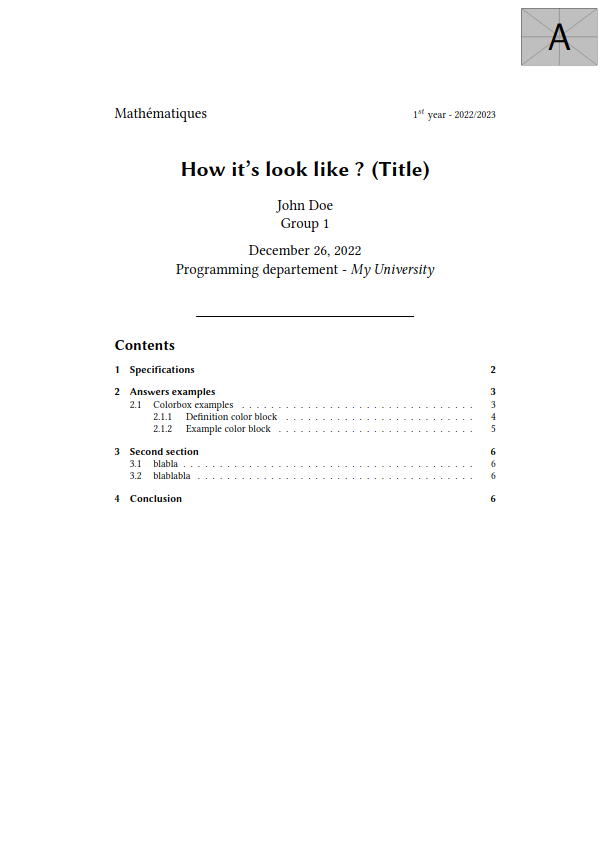 A
Mathématiques 1st year - 2022/2023
How it's look like ? (Title)
John Doe
Group 1
December 26, 2022
Programming departement - My University
Contents
1 Specifications 2
2 Answers examples 3
2.1 Colorbox examples . . . . . . . . . . . . . . . . . . . . . . . . . . . . . . . . 3
2.1.1 Definition color block . . . . . . . . . . . . . . . . . . . . . . . . . . 4
2.1.2 Example color block . . . . . . . . . . . . . . . . . . . . . . . . . . . 5
3 Second section 6
3.1 blabla . . . . . . . . . . . . . . . . . . . . . . . . . . . . . . . . . . . . . . . 6
3.2 blablabla . . . . . . . . . . . . . . . . . . . . . . . . . . . . . . . . . . . . . 6
4 Conclusion 6